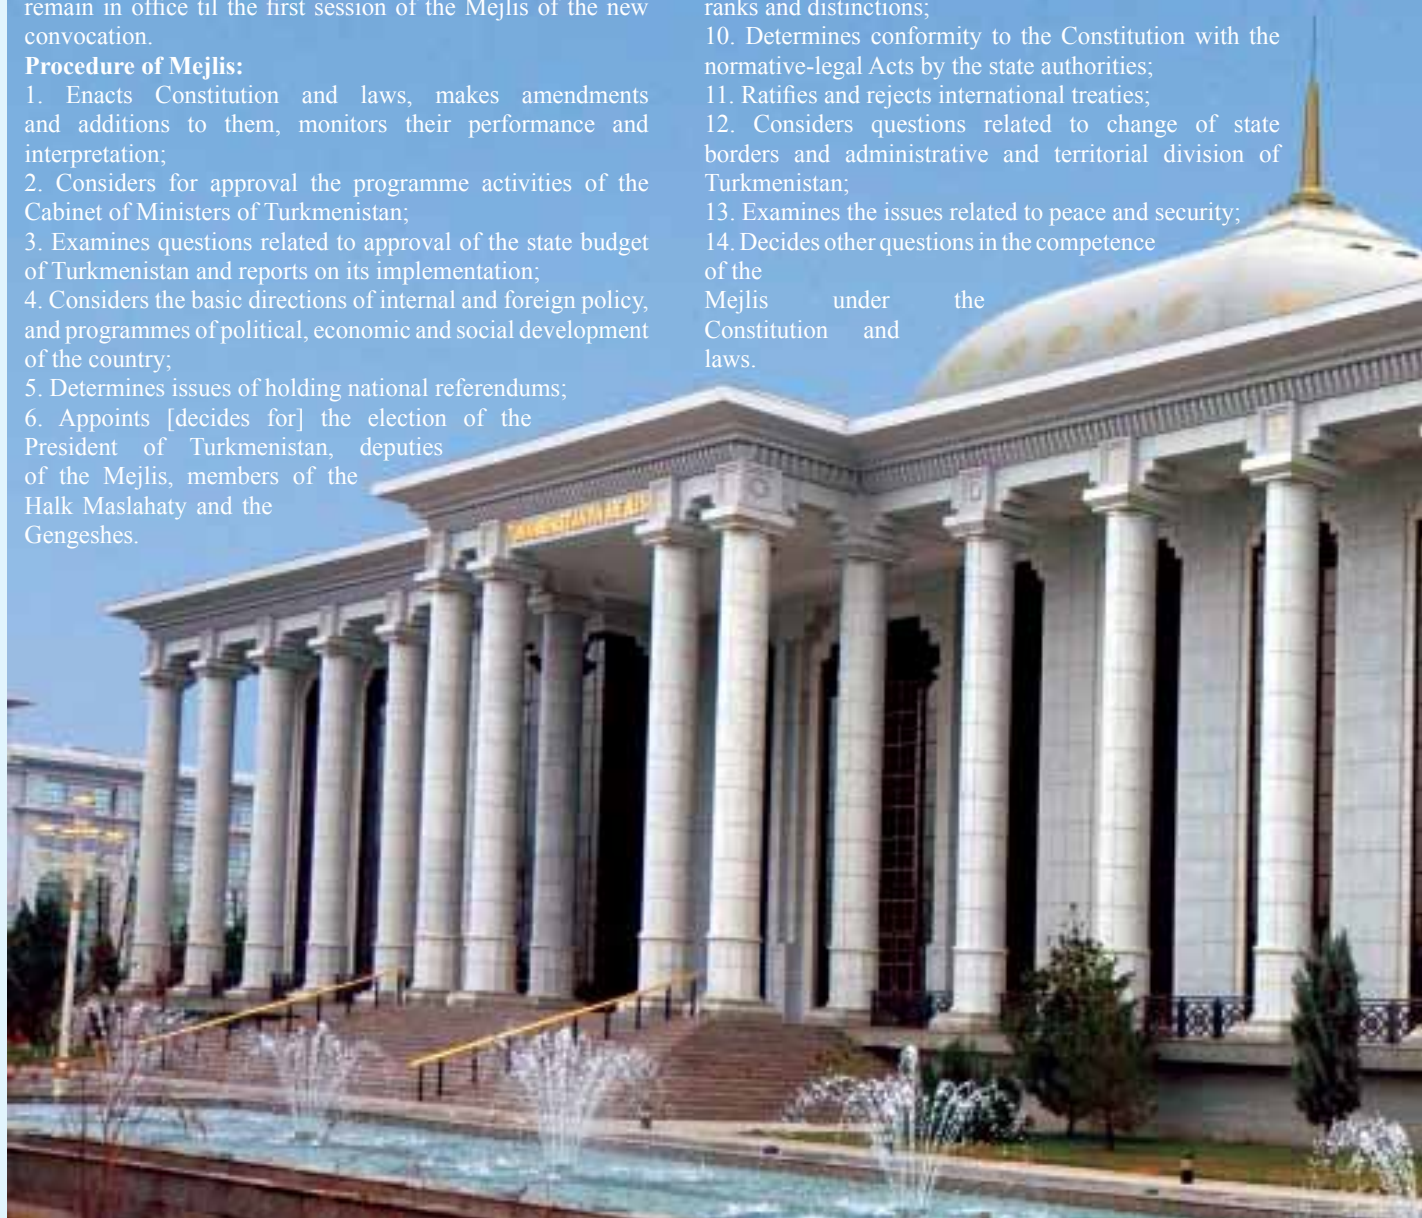 remain in office til the first session of the Mejlis of the new
convocation.
Procedure of Mejlis:
1. Enacts Constitution and laws, makes amendments
and additions to them, monitors their performance and
interpretation;
2. Considers for approval the programme activities of the
Cabinet of Ministers of Turkmenistan;
3. Examines questions related to approval of the state budget
of Turkmenistan and reports on its implementation;
4. Considers the basic directions of internal and foreign policy,
and programmes of political, economic and social development
of the country;
5. Determines issues of holding national referendums;
6. Appoints [decides for] the election of the
President of Turkmenistan, deputies
of the Mejlis, members of the
Halk Maslahaty and the
Gengeshes.
ranks and distinctions;
10. Determines conformity to the Constitution with the
normative-legal Acts by the state authorities;
11. Ratifies and rejects international treaties;
12. Considers questions related to change of state
borders and administrative and territorial division of
Turkmenistan;
13. Examines the issues related to peace and security;
14. Decides other questions in the competence
of the
Mejlis under the
Constitution and
laws.